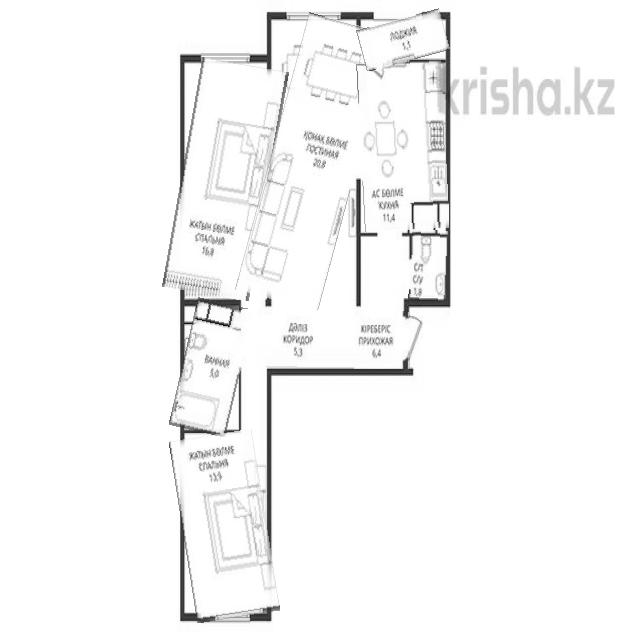 ЛОДЖИЯ
1,1
krisha.kz
ҚОНАҚ БӨЛМЕ
ГОСТИНАЯ
20,8
АС БӨЛМЕ
КУХНЯ
11,4
ЖАТЫН БӨЛМЕ
СПАЛЬНЯ
16,8
С/Т
С/У
1,8
ДӘЛІЗ
КОРИДОР
5,3
КІРЕБЕРІС
ПРИХОЖАЯ
6,4
ВАННАЯ
5,0
ЖАТЫН БӨЛМЕ
СПАЛЬНЯ
13,9